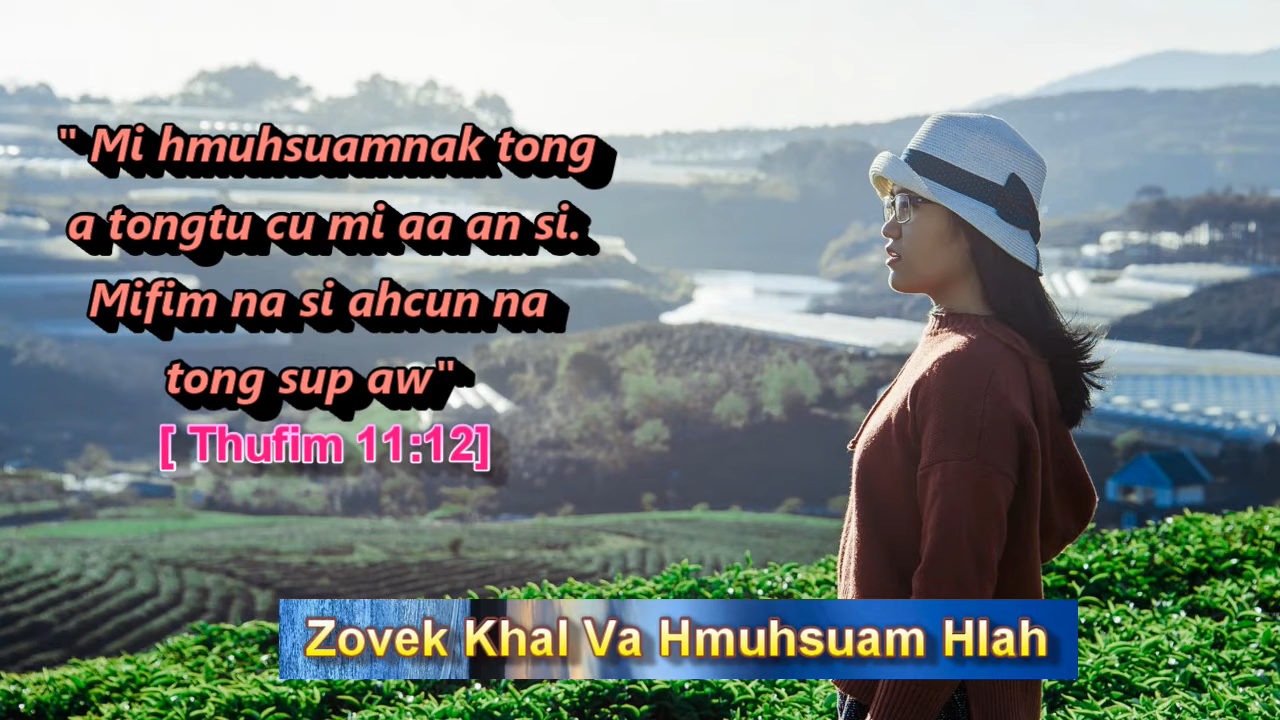 " Mi hmuhsuamnak tong
a tongtu cu mi aa an si.
Mifim na si ahcun na
tong sup aw"
[ Thufim 11:12]
Zovek Khal Va Hmuhsuam Hlah